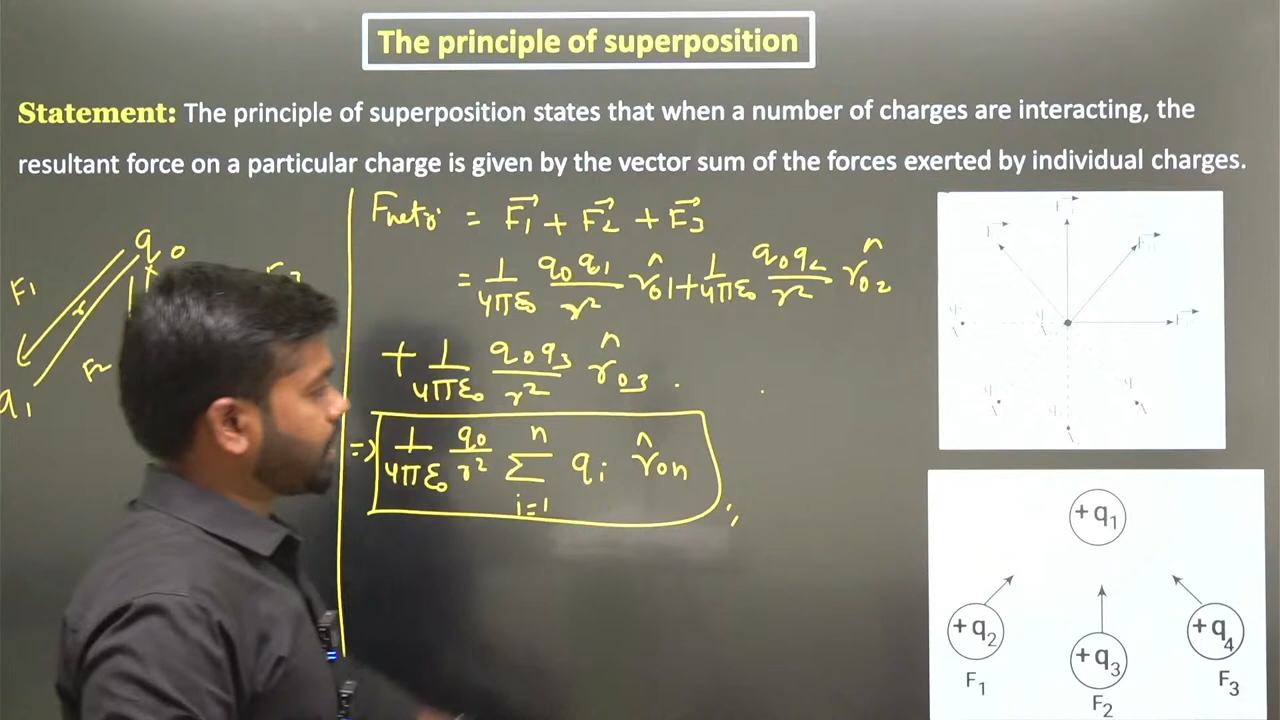 The principle of superposition
Statement: The principle of superposition states that when a number of charges are interacting, the
resultant force on a particular charge is given by the vector sum of the forces exerted by individual charges.
q0
F1
r
F2
q1
Fnet = F⃗1 + F⃗2 + F⃗3
= 1/4πε0 q0q1/r² r̂01 + 1/4πε0 q0q2/r² r̂02
+ 1/4πε0 q0q3/r² r̂03 .
=> 1/4πε0 q0/r² n∑i=1 qi r̂0n
+q1
+q2
+q3
+q4
F1
F2
F3